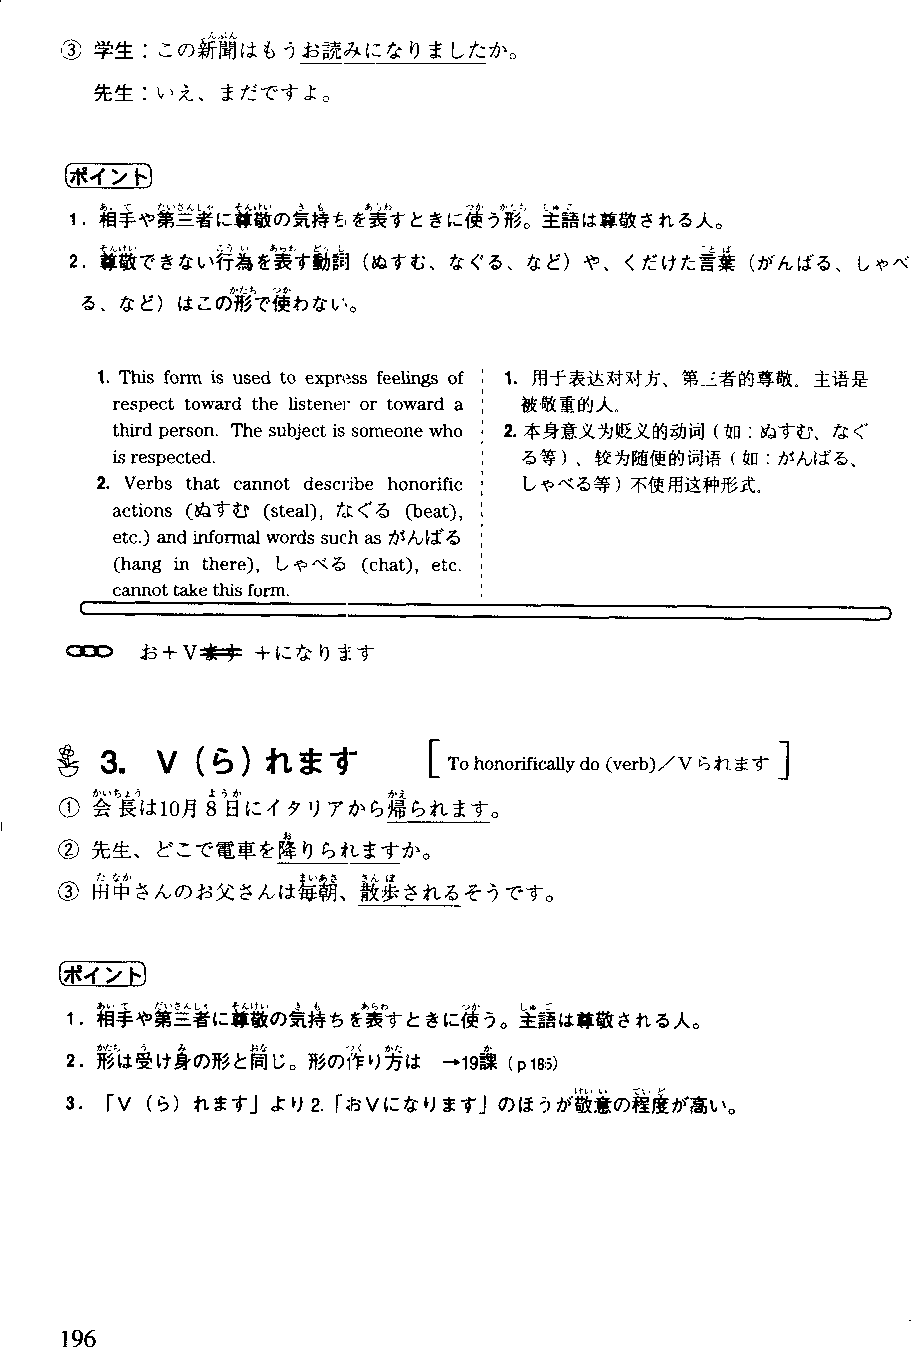 ③ 学生：この新聞はもうお読みになりましたか。
先生：いえ、まだですよ。
ポイント
1. 相手や第三者に尊敬の気持ちを表すときに使う形。主語は尊敬される人。
2. 尊敬できない行為を表す動詞（ぬすむ、なぐる、など）や、くだけた言葉（がんばる、しゃべ
る、など）はこの形で使わない。
1. This form is used to express feelings of
respect toward the listener or toward a
third person. The subject is someone who
is respected.
2. Verbs that cannot describe honorific
actions (ぬすむ (steal), なぐる (beat),
etc.) and informal words such as がんばる
(hang in there), しゃべる (chat), etc.
cannot take this form.
1. 用于表达对对方、第三者的尊敬。主语是
被敬重的人。
2. 本身意义为贬义的动词（如：ぬすむ、なぐ
る等）、较为随便的词语（如：がんばる、
しゃべる等）不使用这种形式。
お＋Vます＋になります
3. V（ら）れます [To honorifically do (verb)／Vられます]
① 会長は10月8日にイタリアから帰られます。
② 先生、どこで電車を降りられますか。
③ 田中さんのお父さんは毎朝、散歩されるそうです。
ポイント
1. 相手や第三者に尊敬の気持ちを表すときに使う。主語は尊敬される人。
2. 形は受け身の形と同じ。形の作り方は →19課（p185）
3. 「V（ら）れます」より2.「おVになります」のほうが敬意の程度が高い。
196